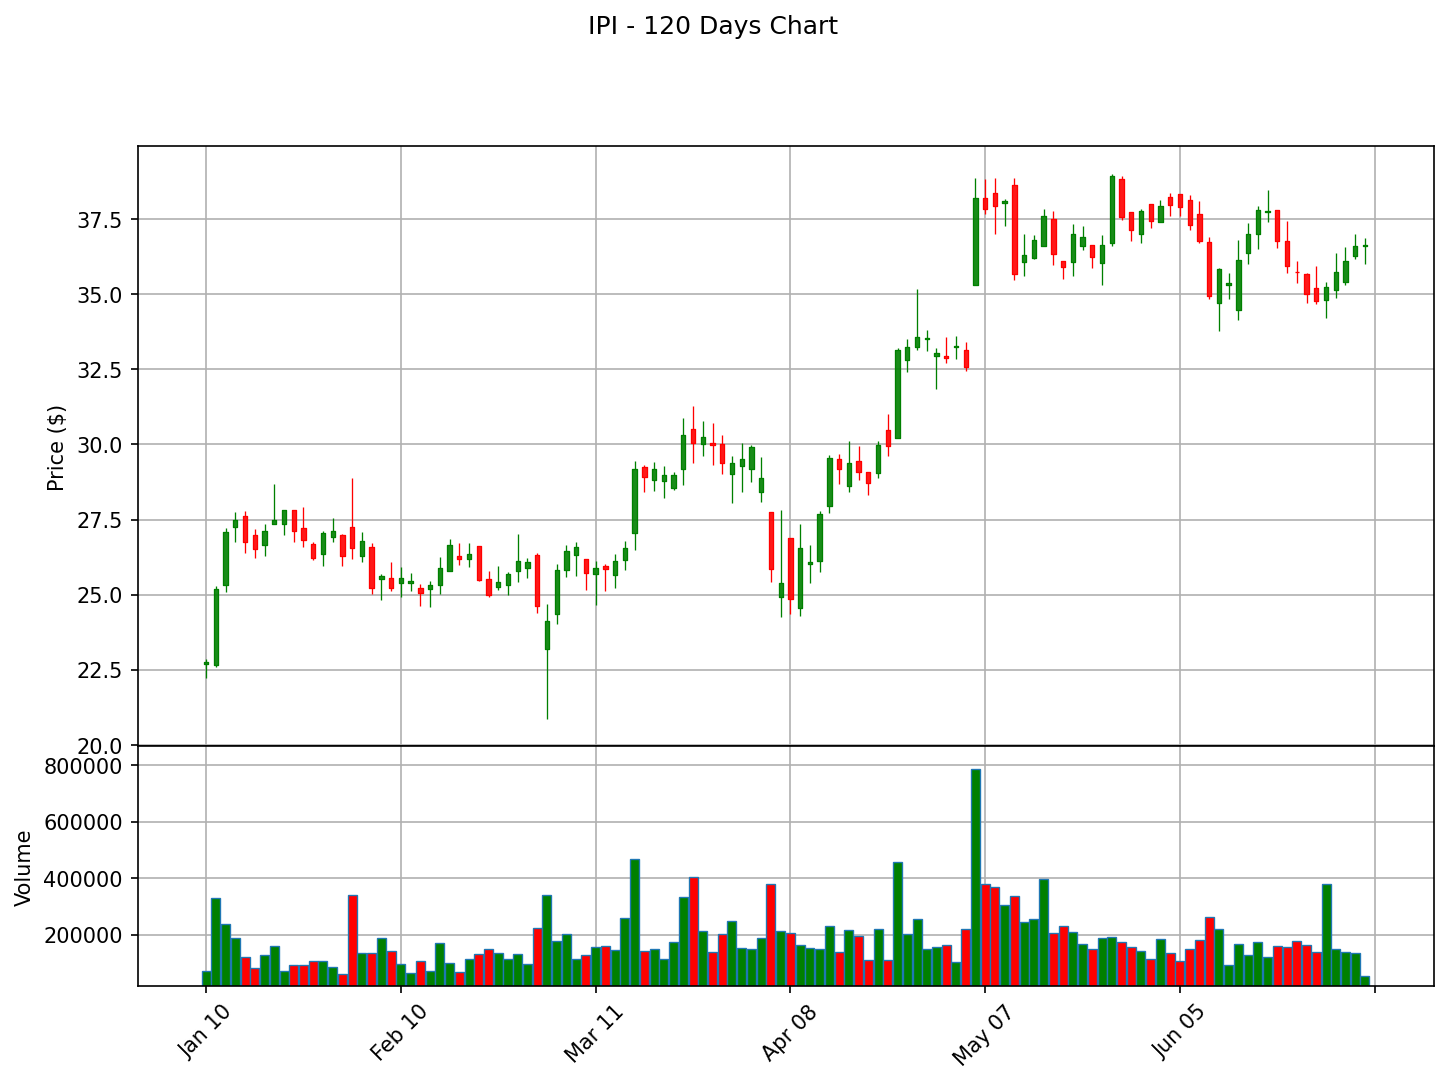 IPI - 120 Days Chart
Price ($)
37.5
35.0
32.5
30.0
27.5
25.0
22.5
20.0
Volume
800000
600000
400000
200000
Jan 10
Feb 10
Mar 11
Apr 08
May 07
Jun 05